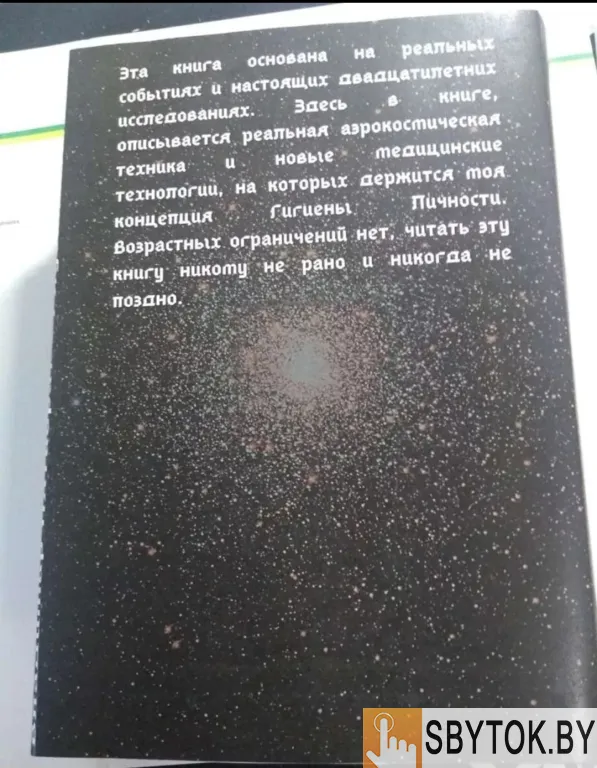 Эта книга основана на реальных
событиях и настоящих двадцатилетних
исследованиях. Здесь в книге,
описывается реальная аэрокосмическая
техника и новые медицинские
технологии, на которых держится моя
концепция Гигиены Личности.
Возрастных ограничений нет, читать эту
книгу никому не рано и никогда не
поздно.
SBYTOK.BY